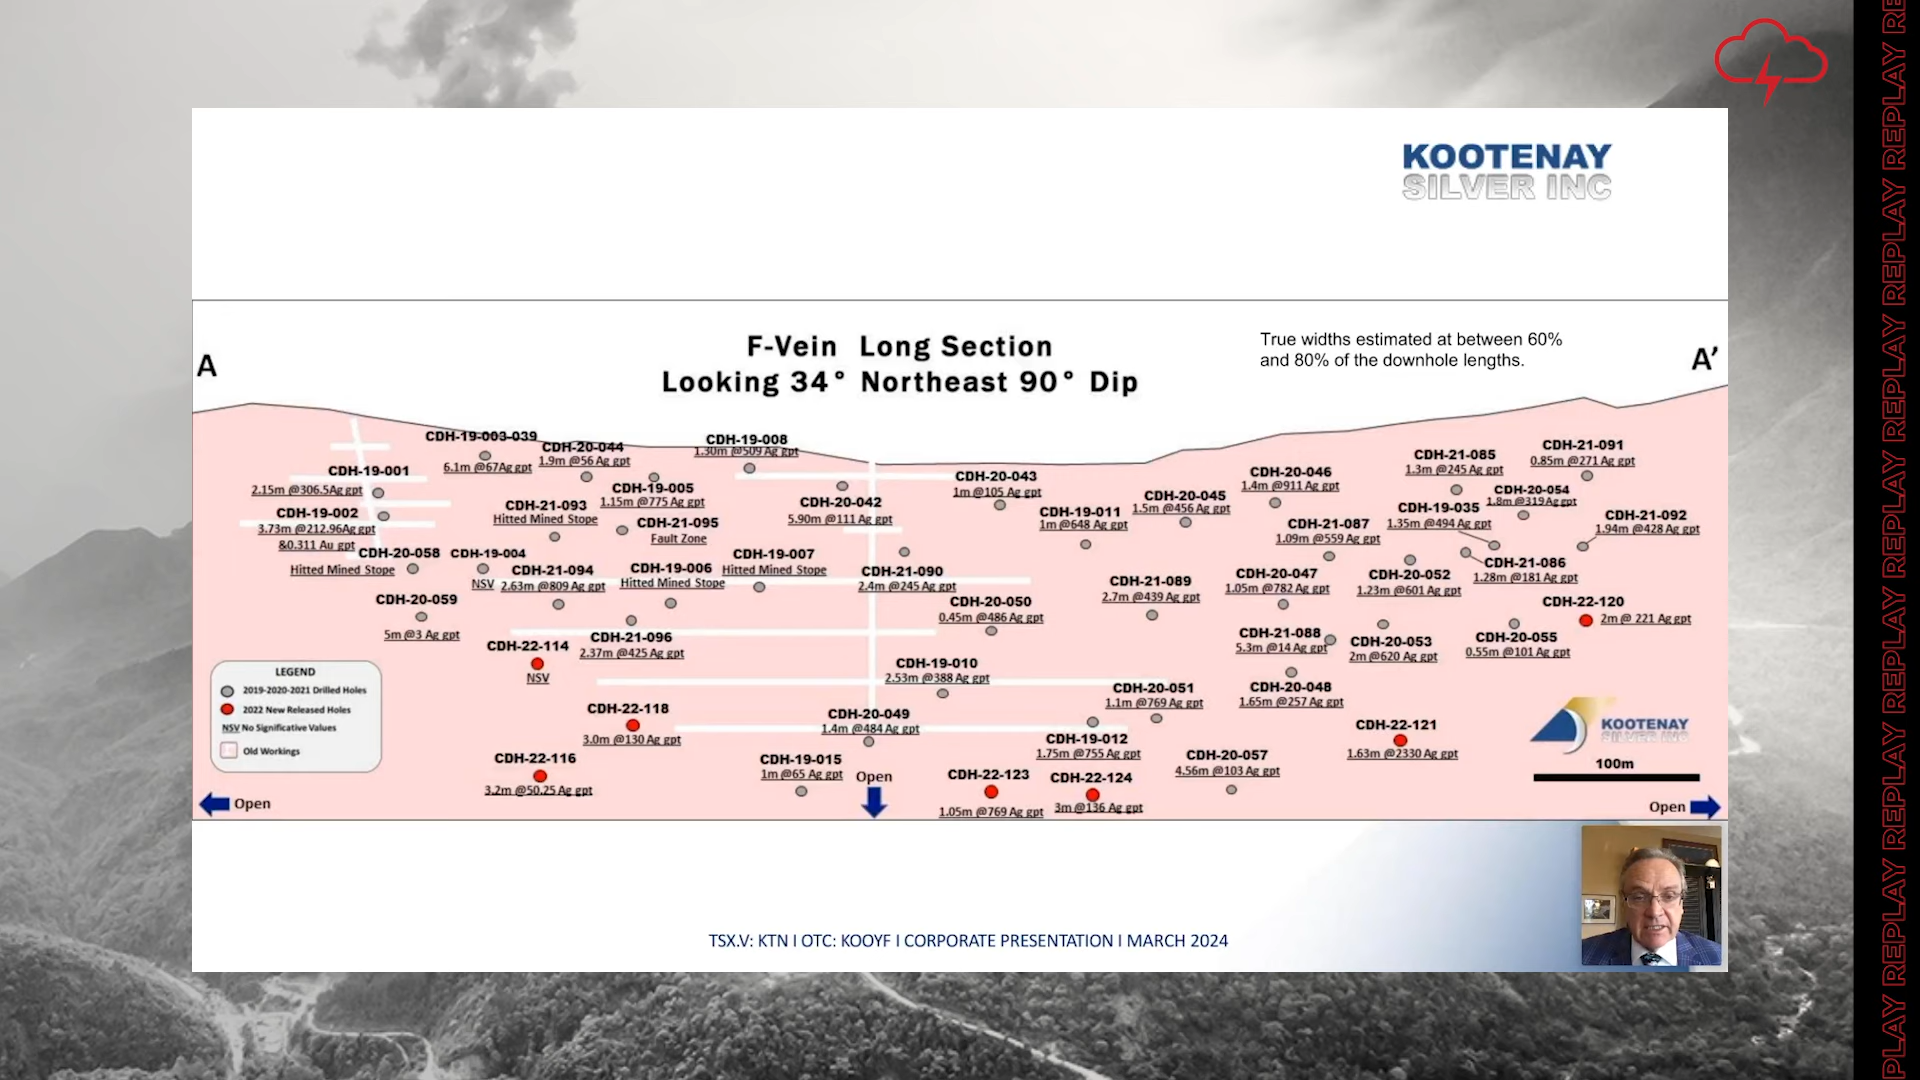 KOOTENAY
SILVER INC
F-Vein Long Section
Looking 34° Northeast 90° Dip
True widths estimated at between 60%
and 80% of the downhole lengths.
A
A’
CDH-19-003-039
6.1m @67Ag gpt
CDH-20-044
1.9m @56 Ag gpt
CDH-19-008
1.30m @509 Ag gpt
CDH-19-001
2.15m @306.5Ag gpt
CDH-19-002
3.73m @212.96Ag gpt
&0.311 Au gpt
CDH-21-093
Hitted Mined Stope
CDH-19-005
1.15m @775 Ag gpt
CDH-21-095
Fault Zone
CDH-20-042
5.90m @111 Ag gpt
CDH-20-043
1m @105 Ag gpt
CDH-19-011
1m @648 Ag gpt
CDH-20-045
1.5m @456 Ag gpt
CDH-20-046
1.4m @911 Ag gpt
CDH-21-085
1.3m @245 Ag gpt
CDH-21-091
0.85m @271 Ag gpt
CDH-20-054
1.8m @319Ag gpt
CDH-19-035
1.35m @494 Ag gpt
CDH-21-087
1.09m @559 Ag gpt
CDH-21-092
1.94m @428 Ag gpt
CDH-20-058
Hitted Mined Stope
CDH-19-004
NSV
CDH-21-094
2.63m @809 Ag gpt
CDH-19-006
Hitted Mined Stope
CDH-19-007
Hitted Mined Stope
CDH-21-090
2.4m @245 Ag gpt
CDH-21-089
2.7m @439 Ag gpt
CDH-20-047
1.05m @782 Ag gpt
CDH-20-052
1.23m @601 Ag gpt
CDH-21-086
1.28m @181 Ag gpt
CDH-20-059
5m @3 Ag gpt
CDH-20-050
0.45m @486 Ag gpt
CDH-22-120
2m @ 221 Ag gpt
CDH-22-114
NSV
CDH-21-096
2.37m @425 Ag gpt
CDH-21-088
5.3m @14 Ag gpt
CDH-20-053
2m @620 Ag gpt
CDH-20-055
0.55m @101 Ag gpt
CDH-19-010
2.53m @388 Ag gpt
CDH-20-051
1.1m @769 Ag gpt
CDH-20-048
1.65m @257 Ag gpt
CDH-22-118
3.0m @130 Ag gpt
CDH-20-049
1.4m @484 Ag gpt
CDH-19-012
1.75m @755 Ag gpt
CDH-22-121
1.63m @2330 Ag gpt
CDH-22-116
3.2m @50.25 Ag gpt
CDH-19-015
1m @65 Ag gpt
CDH-20-057
4.56m @103 Ag gpt
CDH-22-123
1.05m @769 Ag gpt
CDH-22-124
3m @136 Ag gpt
LEGEND
2019-2020-2021 Drilled Holes
2022 New Released Holes
NSV No Significative Values
Old Workings
KOOTENAY
SILVER INC
100m
Open
Open
Open
TSX.V: KTN I OTC: KOOYF I CORPORATE PRESENTATION I MARCH 2024
REPLAY REPLAY REPLAY REPLAY REPLAY REPLAY REPLAY